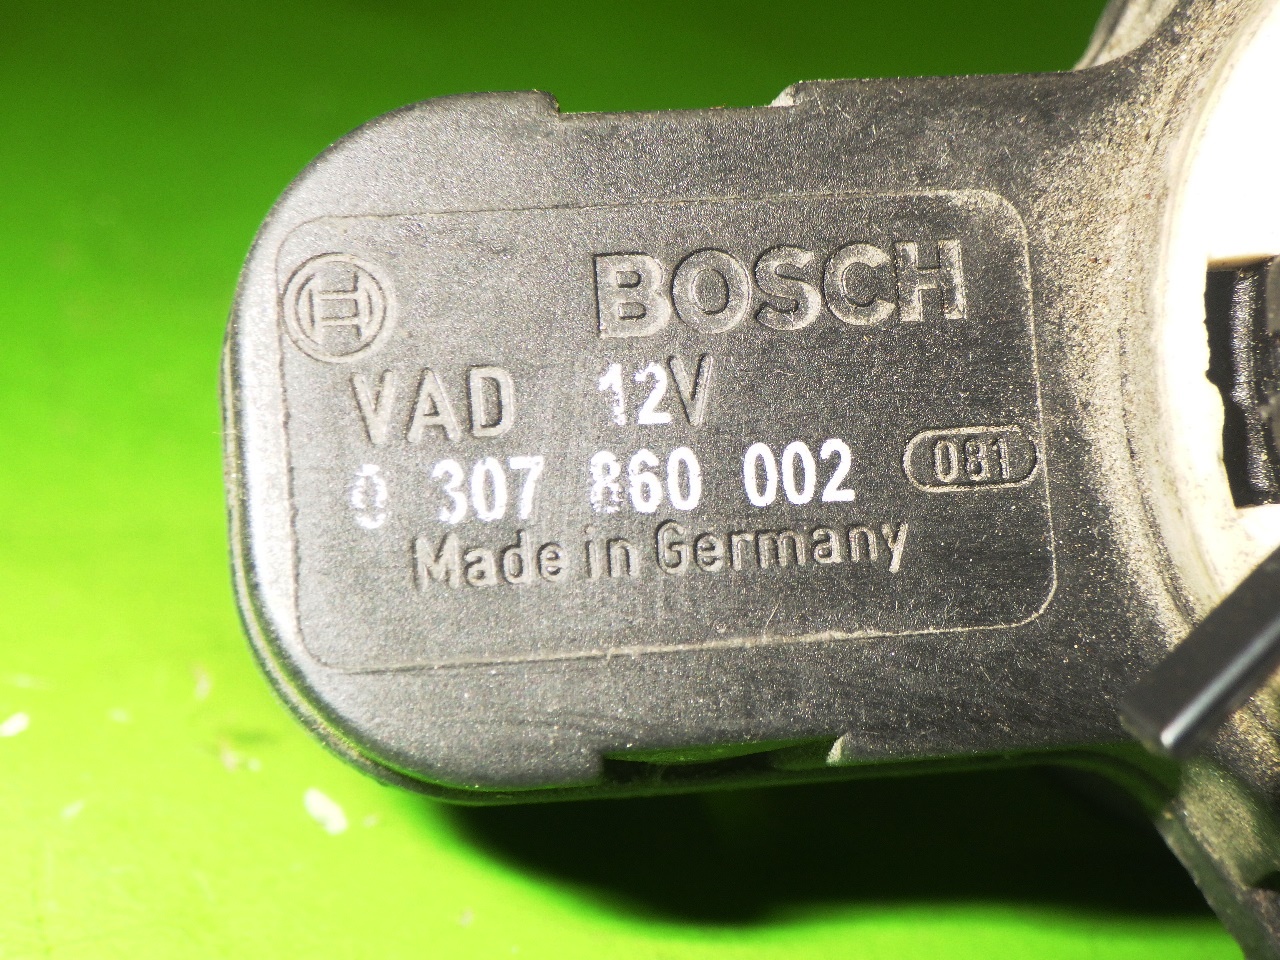 BOSCH
VAD 12V
0 307 860 002 081
Made in Germany